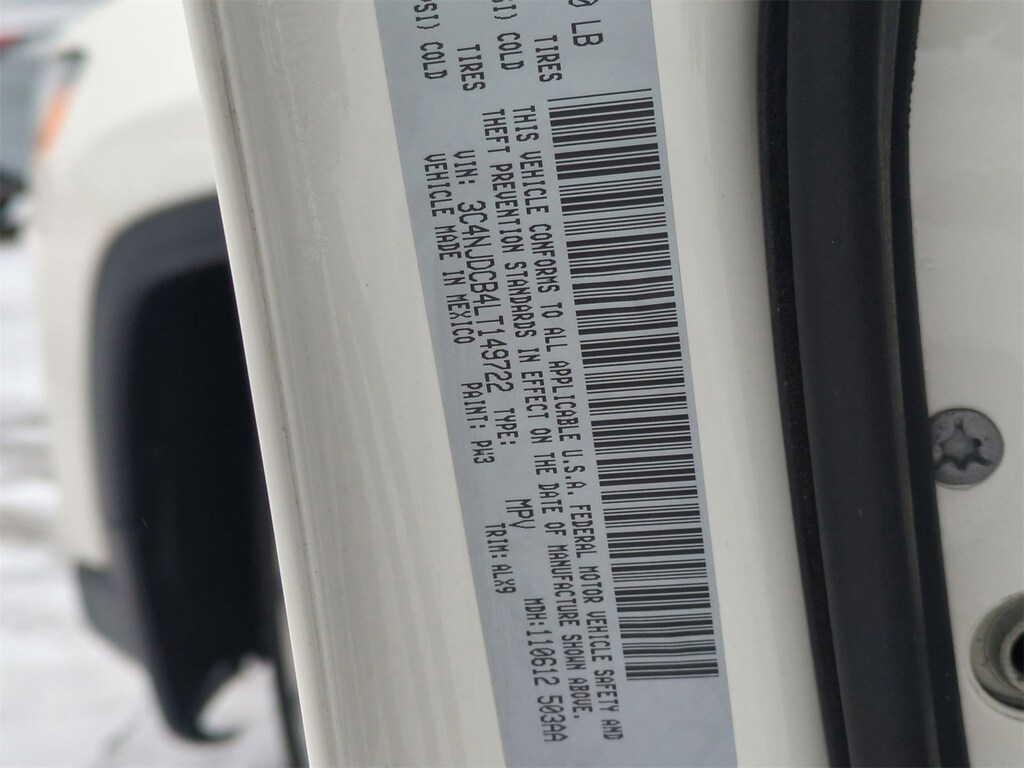 0 LB
TIRES
SI) COLD
TIRES
PSI) COLD
THIS VEHICLE CONFORMS TO ALL APPLICABLE U.S.A. FEDERAL MOTOR VEHICLE SAFETY AND
THEFT PREVENTION STANDARDS IN EFFECT ON THE DATE OF MANUFACTURE SHOWN ABOVE.
VIN: 3C4NJDCB4LT149722 TYPE: MPV MDH:110612 503AA
VEHICLE MADE IN MEXICO PAINT: PW3 TRIM:ALX9